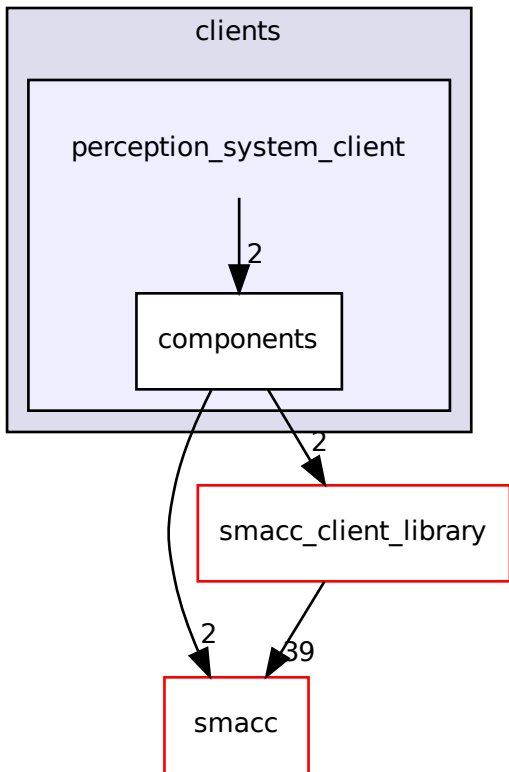 clients
perception_system_client
2
components
2
smacc_client_library
2
39
smacc